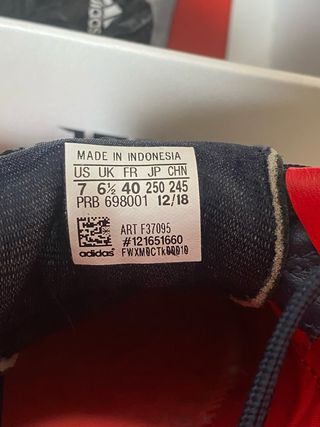 adidas
MADE IN INDONESIA
US UK FR JP CHN
7 6½ 40 250 245
PRB 698001 12/18
ART F37095
#121651660
adidas